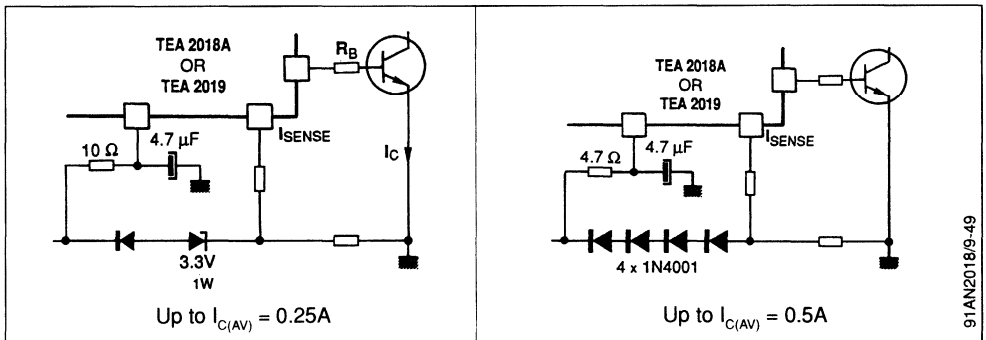 TEA 2018A
OR
TEA 2019
R_B
I_SENSE
10 Ω
4.7 µF
I_C
3.3V
1W
Up to I_C(AV) = 0.25A
TEA 2018A
OR
TEA 2019
I_SENSE
4.7 Ω
4.7 µF
4 x 1N4001
Up to I_C(AV) = 0.5A
91AN2018/9-49